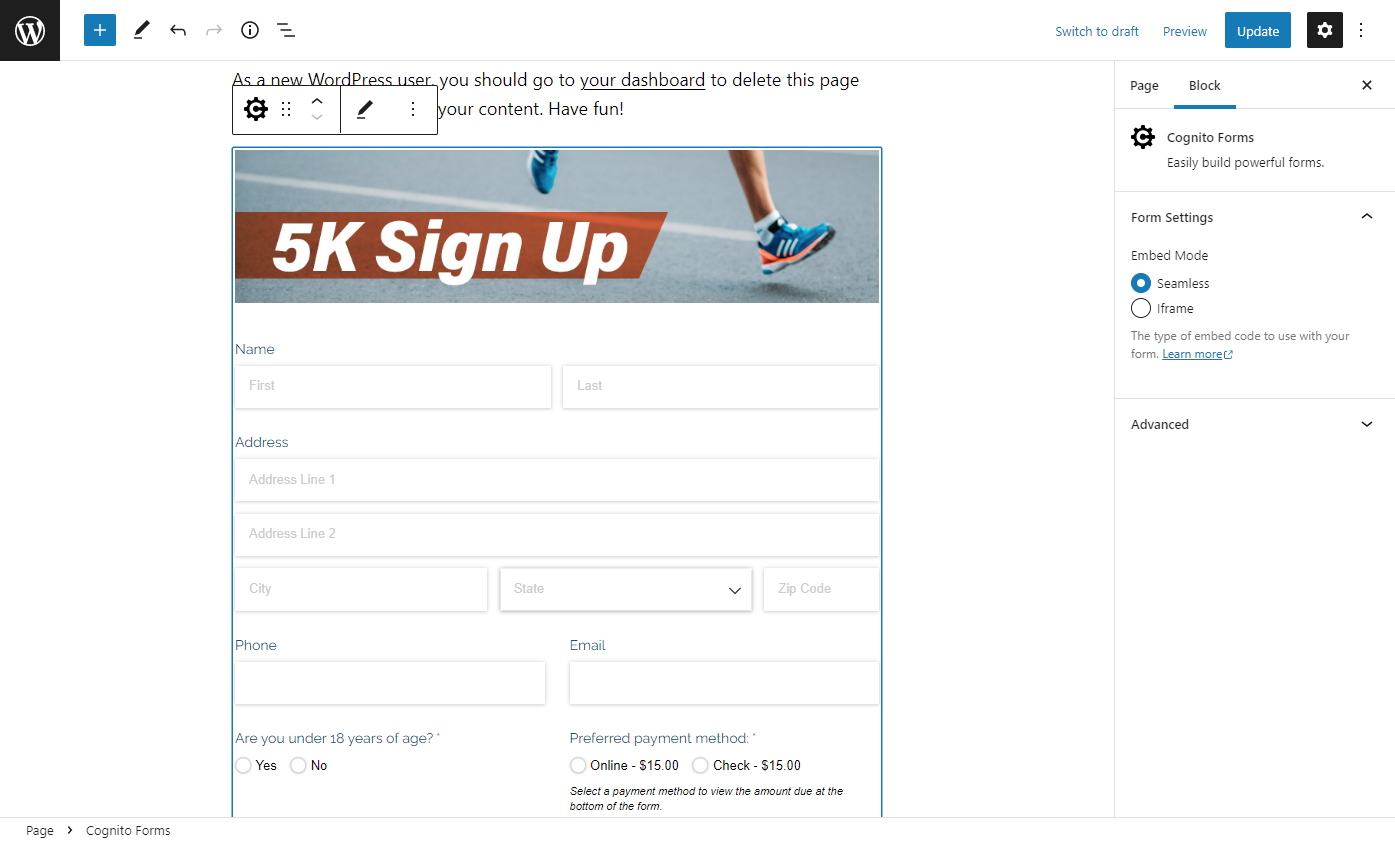 Switch to draft Preview Update
As a new WordPress user, you should go to your dashboard to delete this page
your content. Have fun!
5K Sign Up
Name
First Last
Address
Address Line 1
Address Line 2
City State Zip Code
Phone Email
Are you under 18 years of age? * Preferred payment method: *
Yes No Online - $15.00 Check - $15.00
Select a payment method to view the amount due at the
bottom of the form.
Page Block
Cognito Forms
Easily build powerful forms.
Form Settings
Embed Mode
Seamless
Iframe
The type of embed code to use with your
form. Learn more
Advanced
Page Cognito Forms